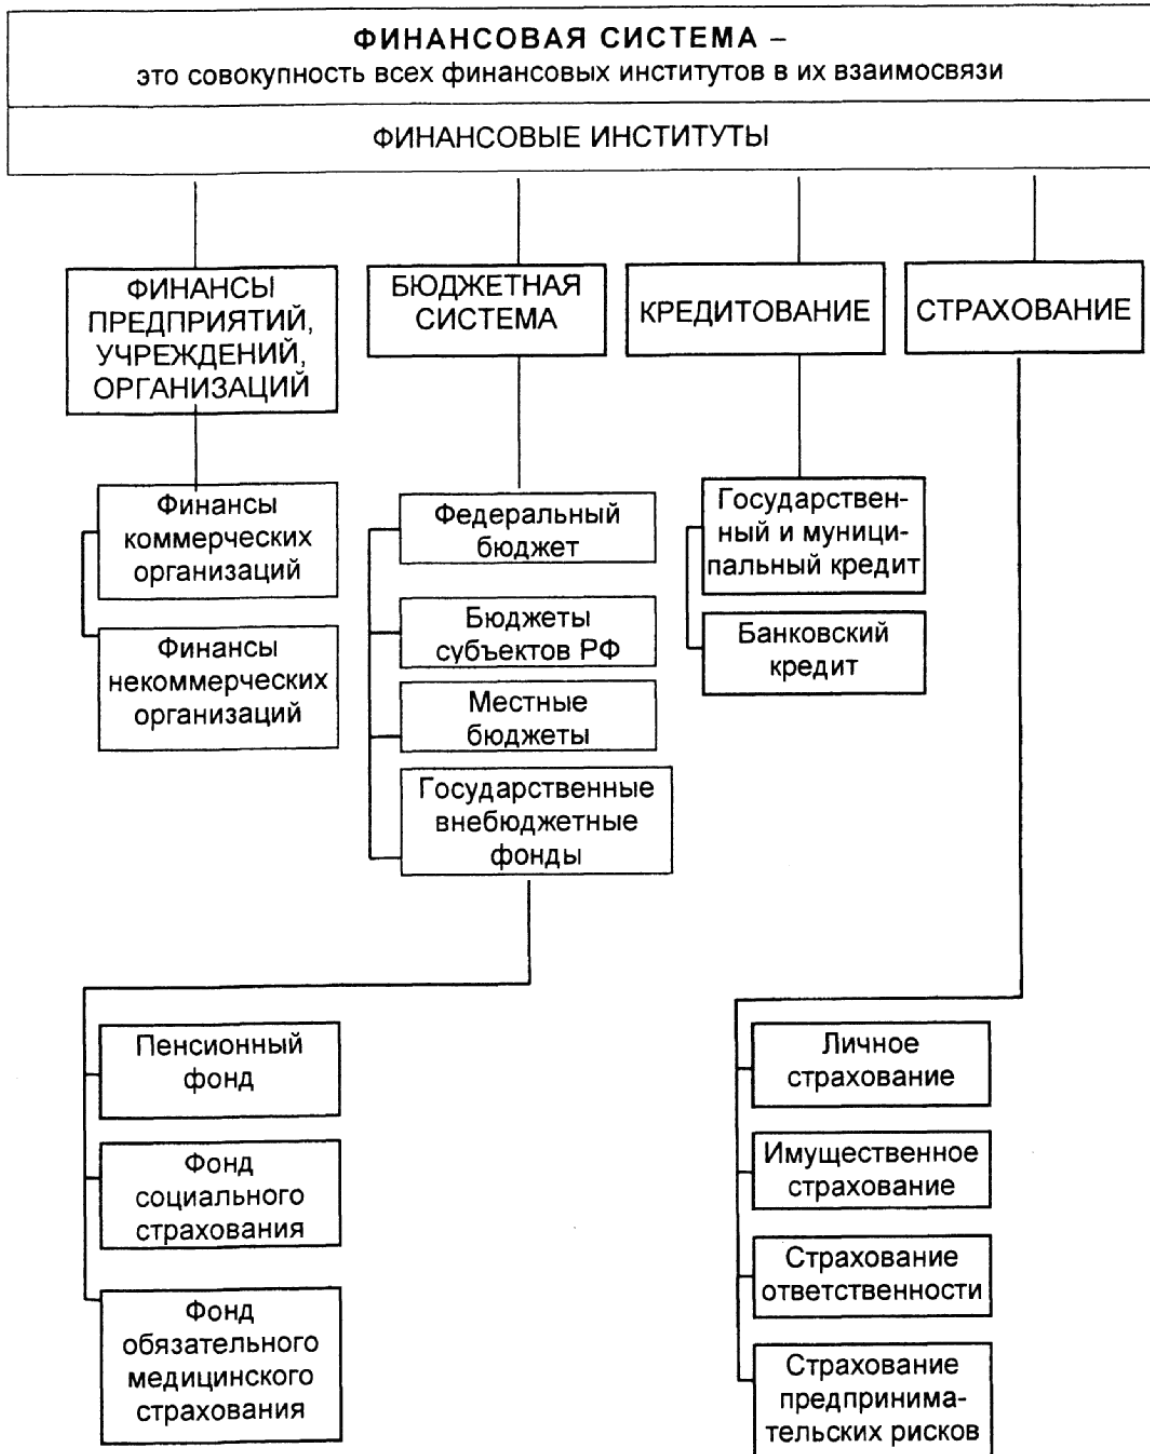 ФИНАНСОВАЯ СИСТЕМА –
это совокупность всех финансовых институтов в их взаимосвязи
ФИНАНСОВЫЕ ИНСТИТУТЫ
ФИНАНСЫ
ПРЕДПРИЯТИЙ,
УЧРЕЖДЕНИЙ,
ОРГАНИЗАЦИЙ
БЮДЖЕТНАЯ
СИСТЕМА
КРЕДИТОВАНИЕ
СТРАХОВАНИЕ
Финансы
коммерческих
организаций
Финансы
некоммерческих
организаций
Федеральный
бюджет
Бюджеты
субъектов РФ
Местные
бюджеты
Государственные
внебюджетные
фонды
Государствен-
ный и муници-
пальный кредит
Банковский
кредит
Пенсионный
фонд
Фонд
социального
страхования
Фонд
обязательного
медицинского
страхования
Личное
страхование
Имущественное
страхование
Страхование
ответственности
Страхование
предпринима-
тельских рисков